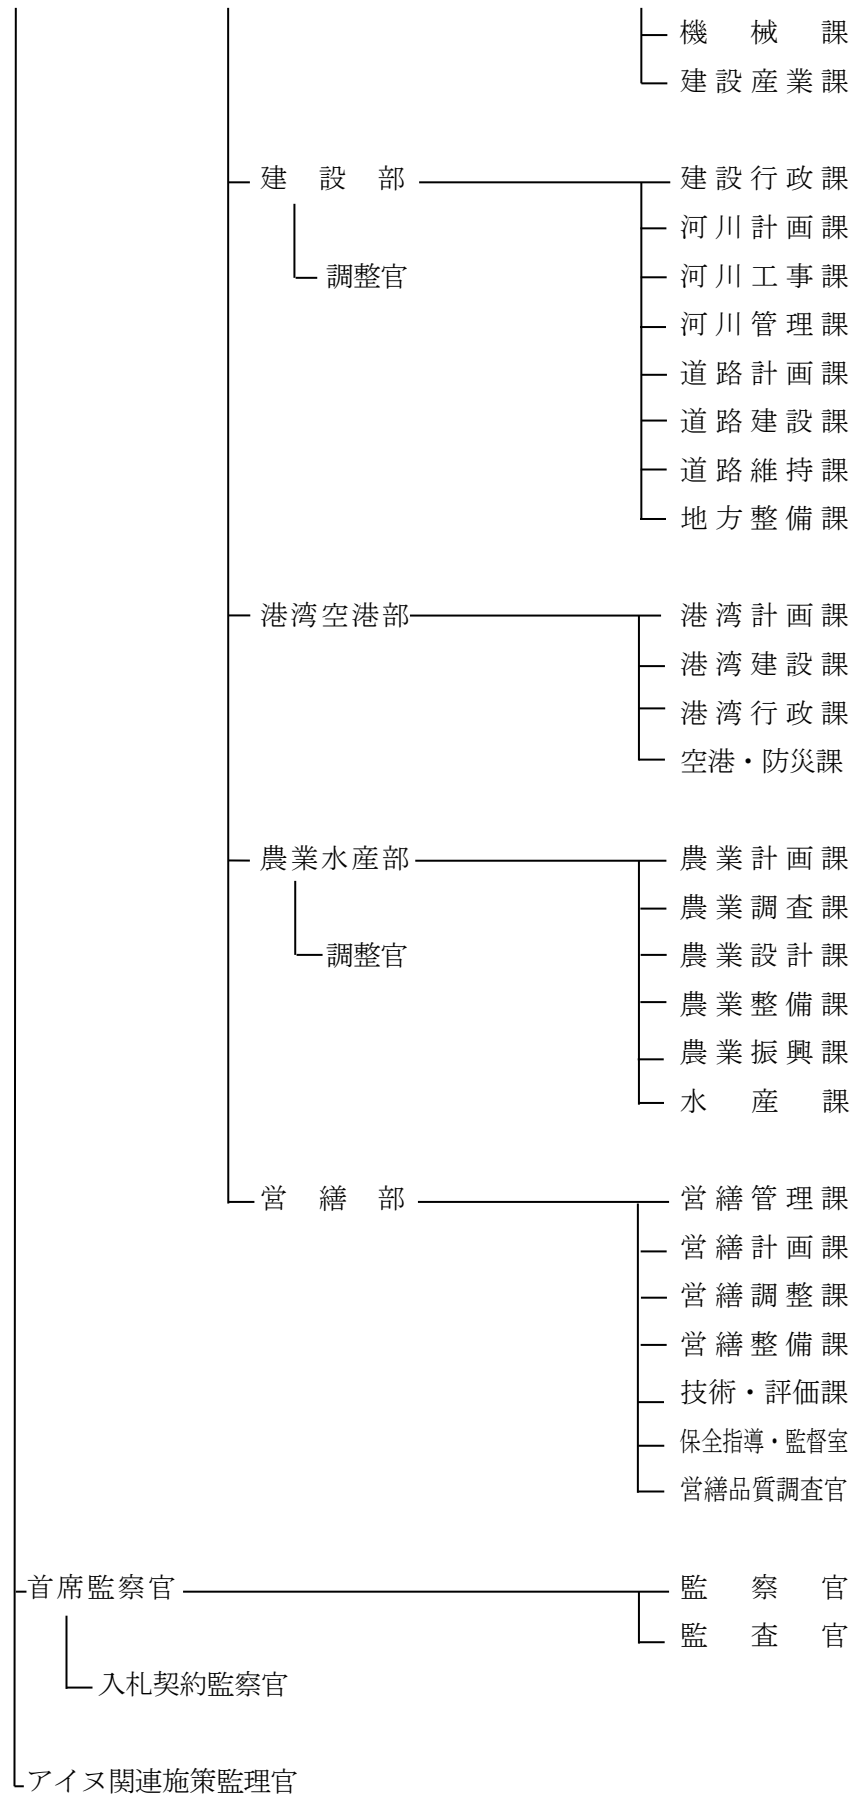 機械課
建設産業課
建設部 建設行政課
河川計画課
調整官 河川工事課
河川管理課
道路計画課
道路建設課
道路維持課
地方整備課
港湾空港部 港湾計画課
港湾建設課
港湾行政課
空港・防災課
農業水産部 農業計画課
農業調査課
調整官 農業設計課
農業整備課
農業振興課
水産課
営繕部 営繕管理課
営繕計画課
営繕調整課
営繕整備課
技術・評価課
保全指導・監督室
営繕品質調査官
首席監察官 監察官
監査官
入札契約監察官
アイヌ関連施策監理官